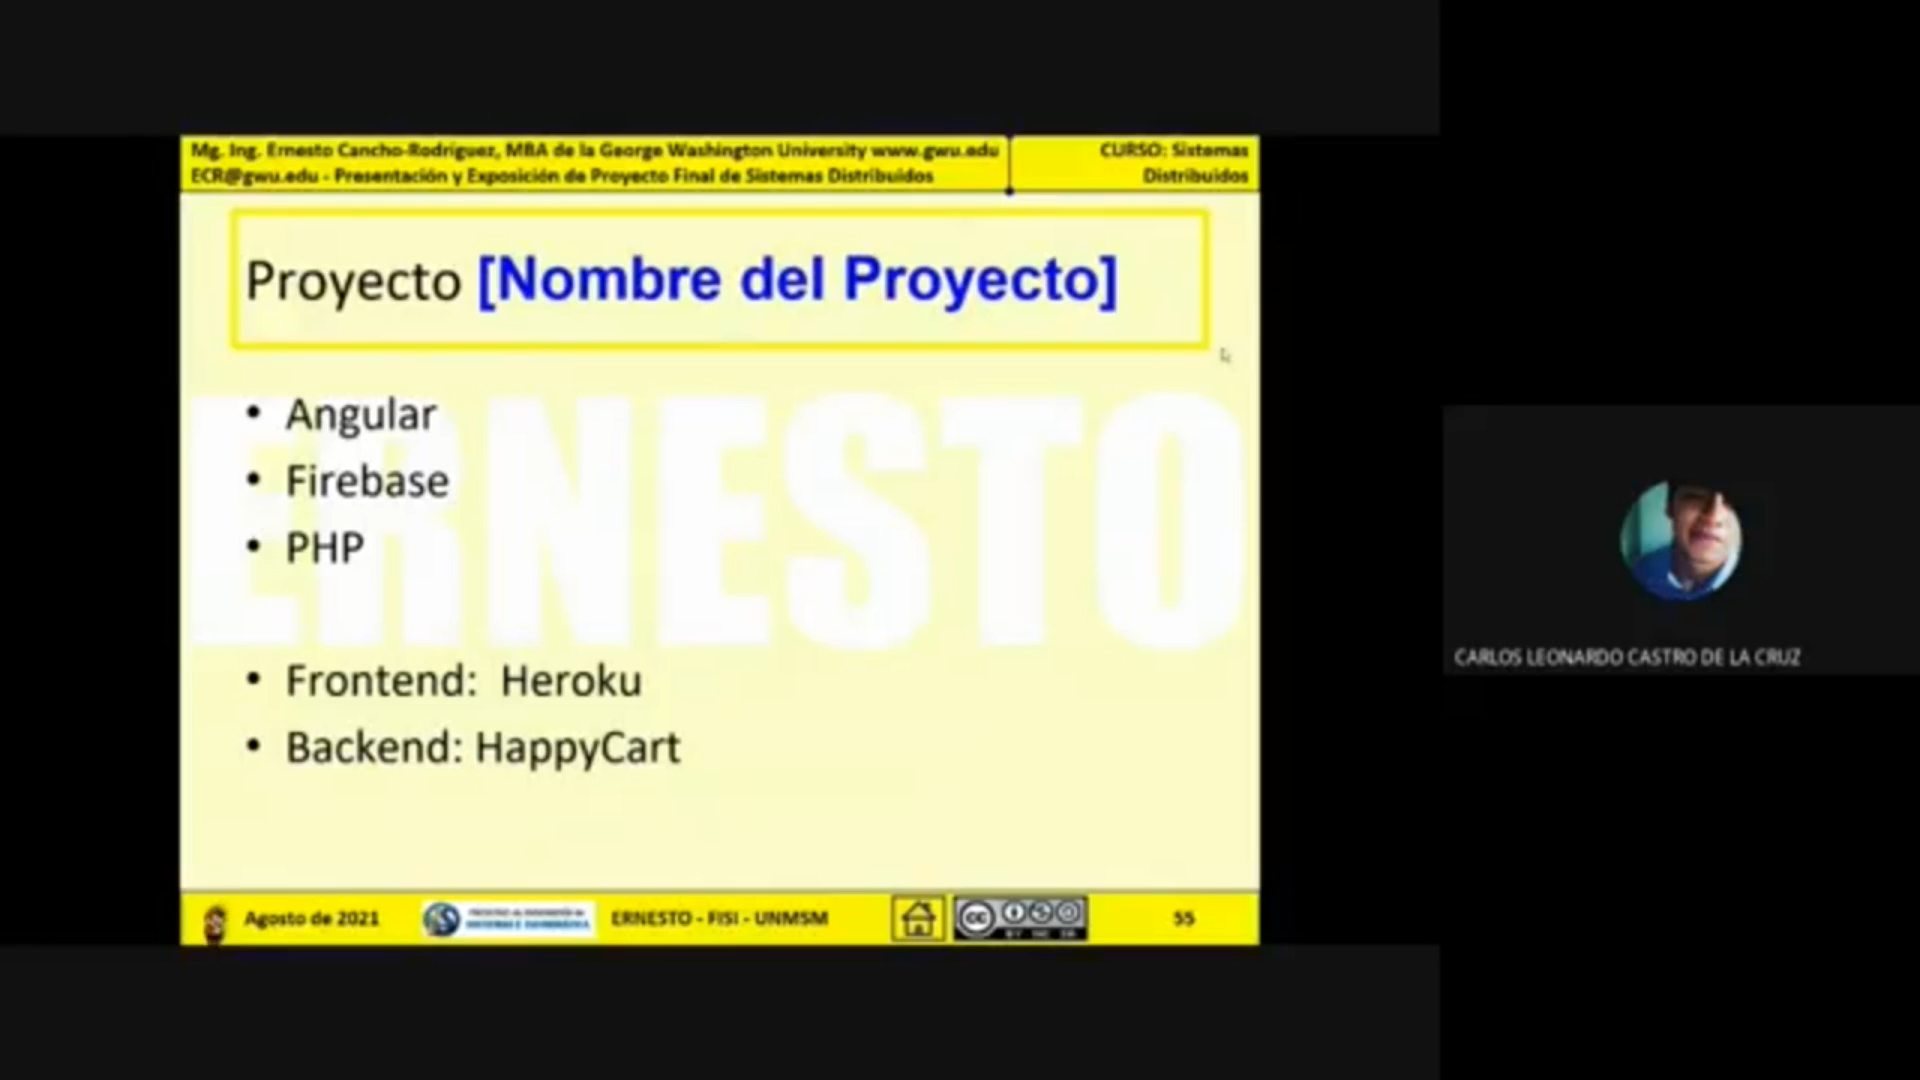 Mg. Ing. Ernesto Cancho-Rodríguez, MBA de la George Washington University www.gwu.edu
ECR@gwu.edu - Presentación y Exposición de Proyecto Final de Sistemas Distribuidos
CURSO: Sistemas
Distribuidos
Proyecto [Nombre del Proyecto]
ERNESTO
• Angular
• Firebase
• PHP
• Frontend: Heroku
• Backend: HappyCart
CARLOS LEONARDO CASTRO DE LA CRUZ
Agosto de 2021
ERNESTO - FISI - UNMSM
cc
55